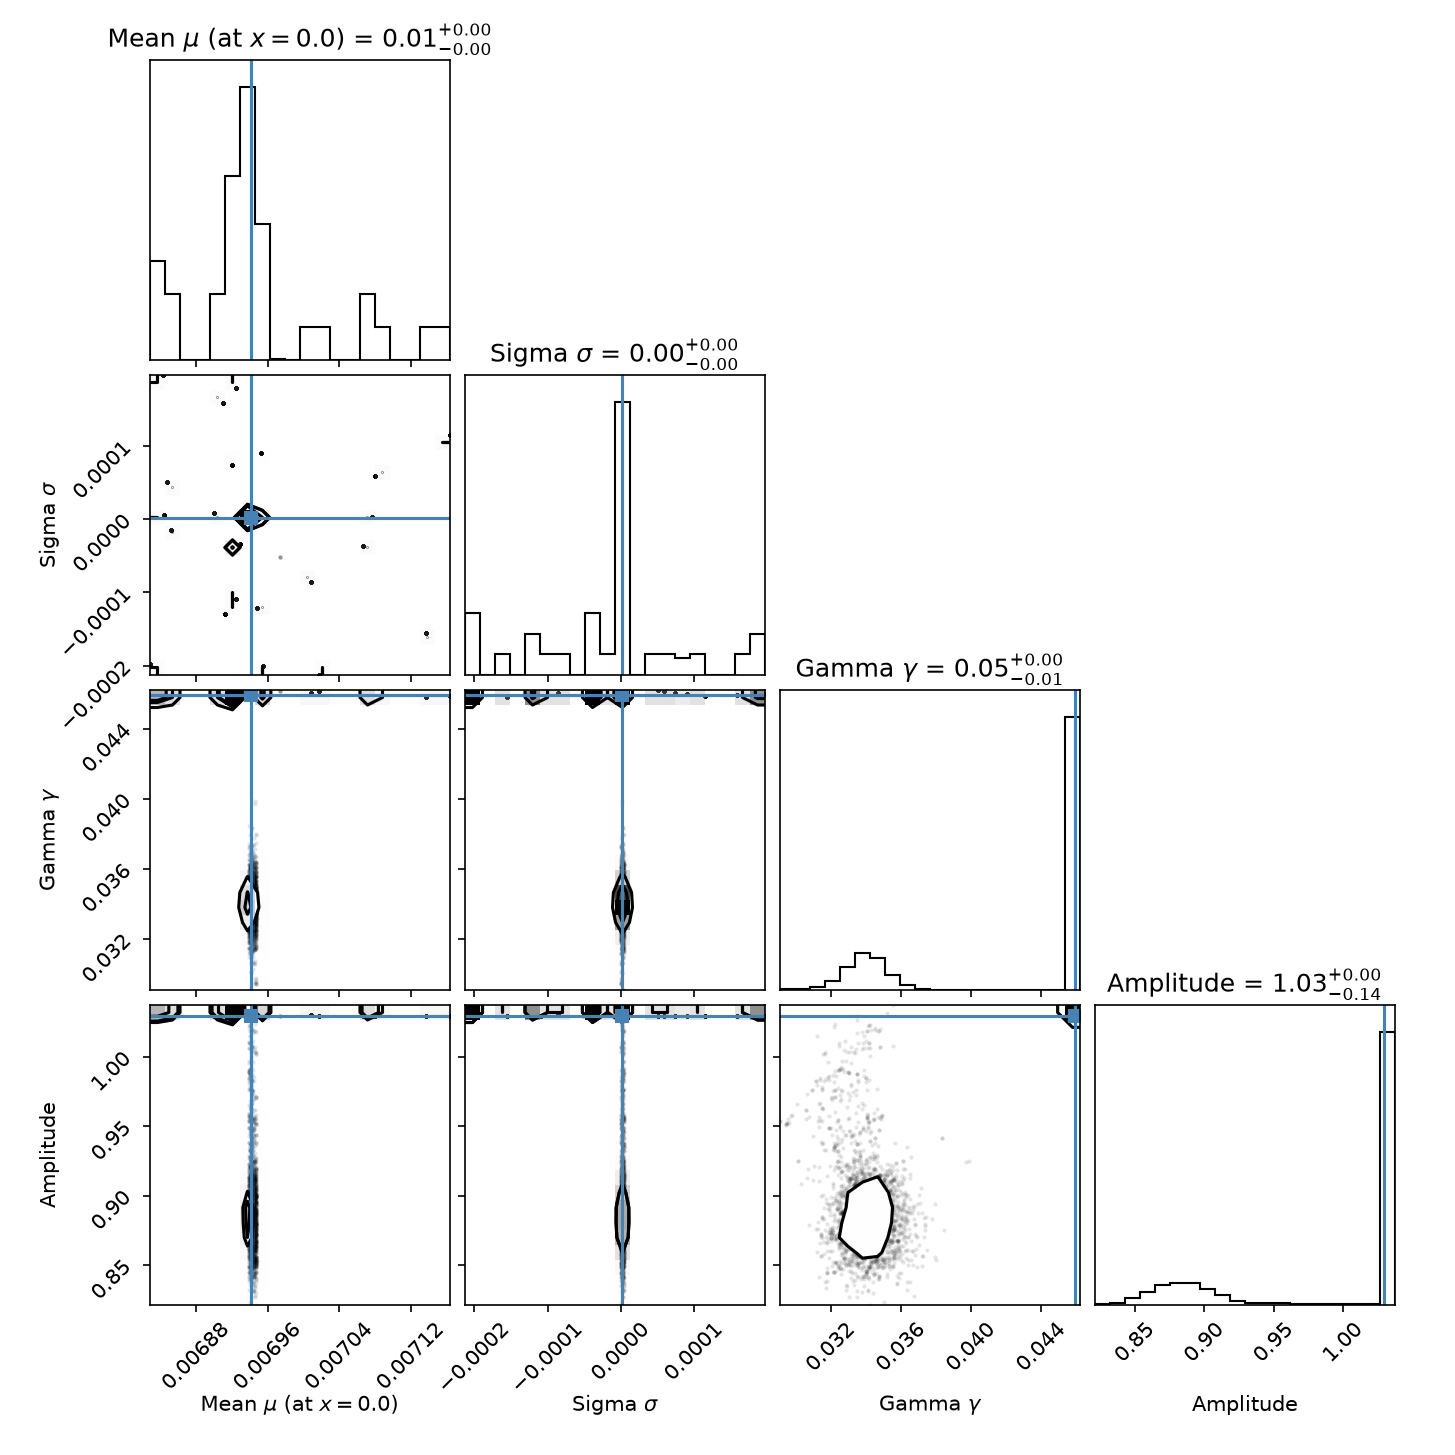 Mean μ (at x = 0.0) = 0.01 +0.00 −0.00
Sigma σ = 0.00 +0.00 −0.00
Sigma σ
0.0001
0.0000
−0.0001
−0.0002
Gamma γ = 0.05 +0.00 −0.01
Gamma γ
0.044
0.040
0.036
0.032
Amplitude = 1.03 +0.00 −0.14
Amplitude
1.00
0.95
0.90
0.85
0.00688 0.00696 0.00704 0.00712 −0.0002 −0.0001 0.0000 0.0001 0.032 0.036 0.040 0.044 0.85 0.90 0.95 1.00
Mean μ (at x = 0.0) Sigma σ Gamma γ Amplitude